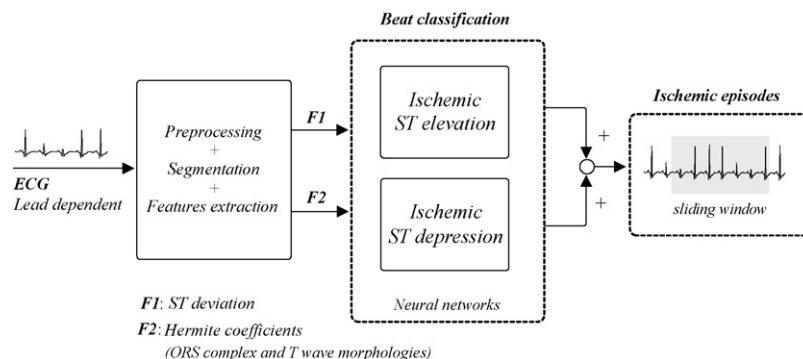 Beat classification
F1
Ischemic
ST elevation
Ischemic episodes
Preprocessing
+
Segmentation
+
Features extraction
ECG
Lead dependent
F2
Ischemic
ST depression
+
+
sliding window
Neural networks
F1: ST deviation
F2: Hermite coefficients
(QRS complex and T wave morphologies)